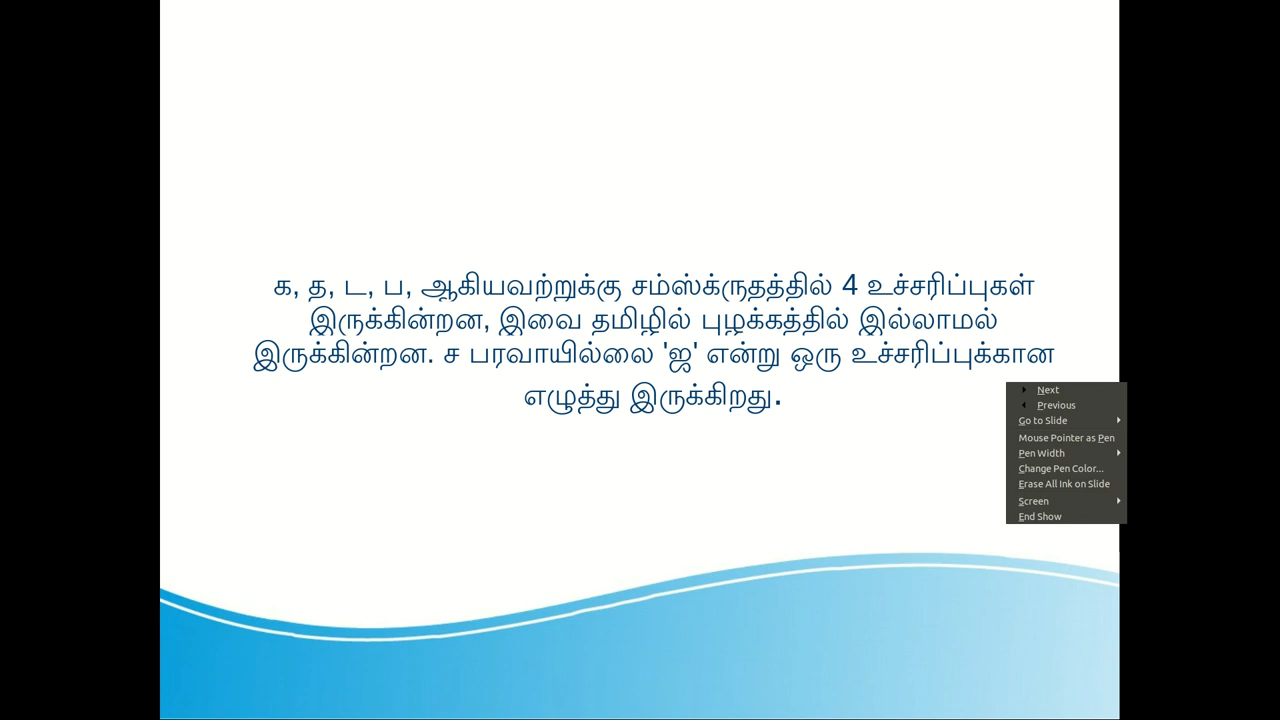 க, த, ட, ப, ஆகியவற்றுக்கு சம்ஸ்க்ருதத்தில் 4 உச்சரிப்புகள்
இருக்கின்றன, இவை தமிழில் புழக்கத்தில் இல்லாமல்
இருக்கின்றன. ச பரவாயில்லை 'ஜ' என்று ஒரு உச்சரிப்புக்கான
எழுத்து இருக்கிறது.
Next
Previous
Go to Slide
Mouse Pointer as Pen
Pen Width
Change Pen Color...
Erase All Ink on Slide
Screen
End Show